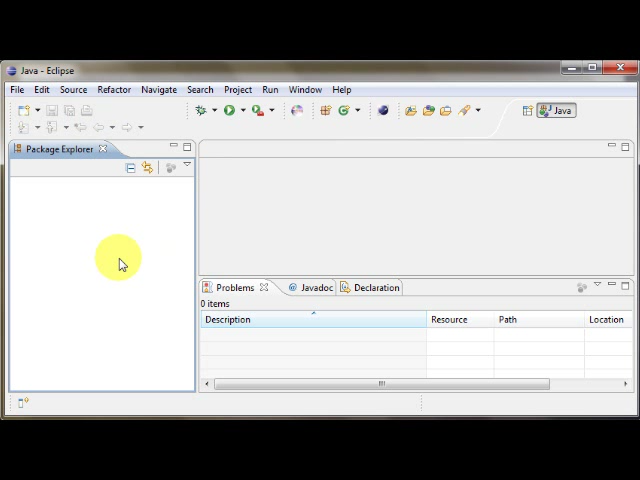 Java - Eclipse
File Edit Source Refactor Navigate Search Project Run Window Help
Java
Package Explorer
Problems Javadoc Declaration
0 items
Description Resource Path Location